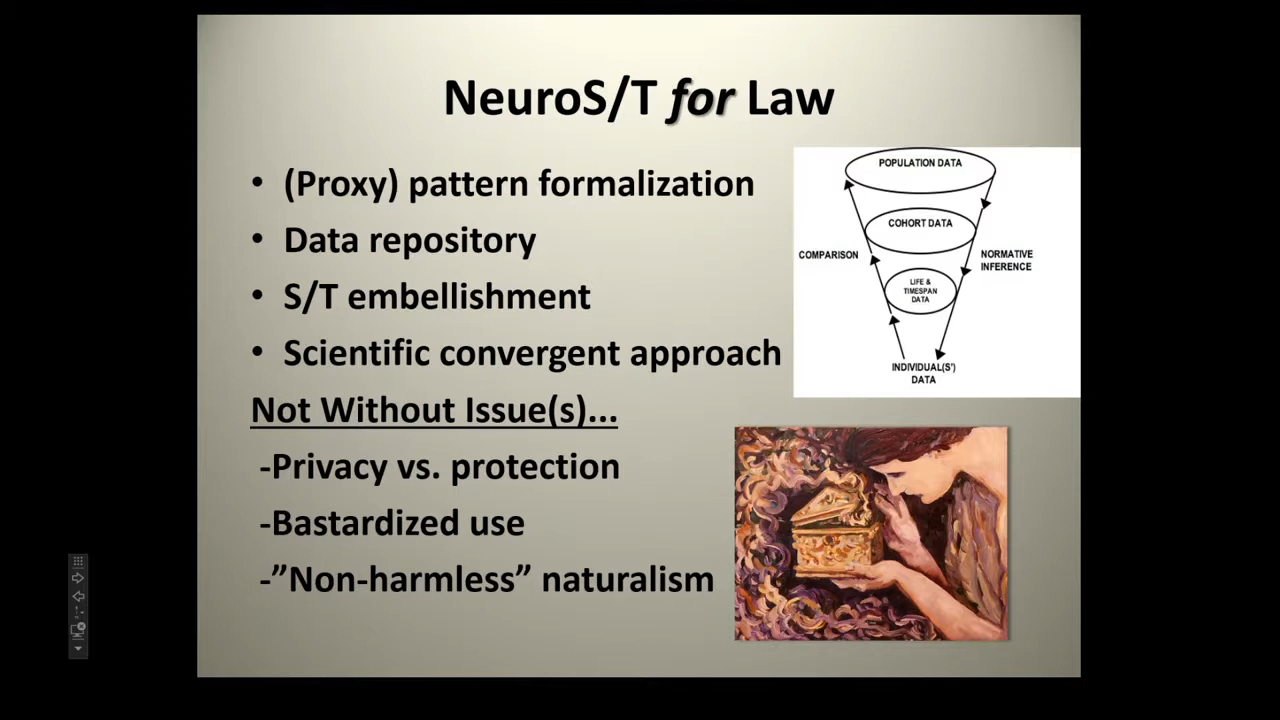 NeuroS/T for Law
• (Proxy) pattern formalization
• Data repository
• S/T embellishment
• Scientific convergent approach
Not Without Issue(s)...
-Privacy vs. protection
-Bastardized use
-”Non-harmless” naturalism
POPULATION DATA
COHORT DATA
COMPARISON
NORMATIVE
INFERENCE
LIFE &
TIMESPAN
DATA
INDIVIDUAL(S')
DATA